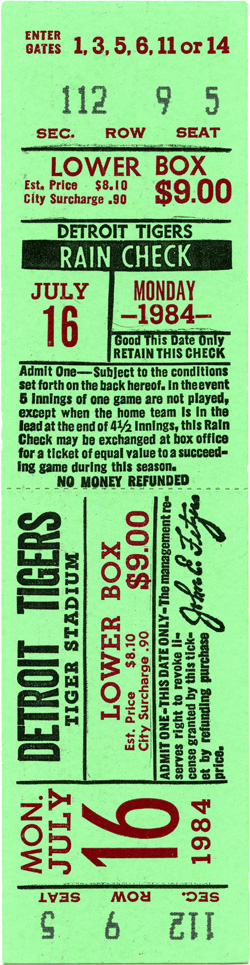 ENTER
GATES 1, 3, 5, 6, 11 or 14
112 9 5
SEC. ROW SEAT
LOWER BOX
Est. Price $8.10
City Surcharge .90
$9.00
DETROIT TIGERS
RAIN CHECK
JULY
16
MONDAY
—1984—
Good This Date Only
RETAIN THIS CHECK
Admit One—Subject to the conditions
set forth on the back hereof. In the event
5 innings of one game are not played,
except when the home team is in the
lead at the end of 4½ innings, this Rain
Check may be exchanged at box office
for a ticket of equal value to a succeed-
ing game during this season.
NO MONEY REFUNDED
DETROIT TIGERS
TIGER STADIUM
LOWER BOX
Est. Price $8.10
City Surcharge .90
$9.00
ADMIT ONE-THIS DATE ONLY-The management re-
serves right to revoke li-
cense granted by this tick-
et by refunding purchase
price.
John E. Fetzer
MON.
JULY
16
1984
SEC. ROW SEAT
112 9 5